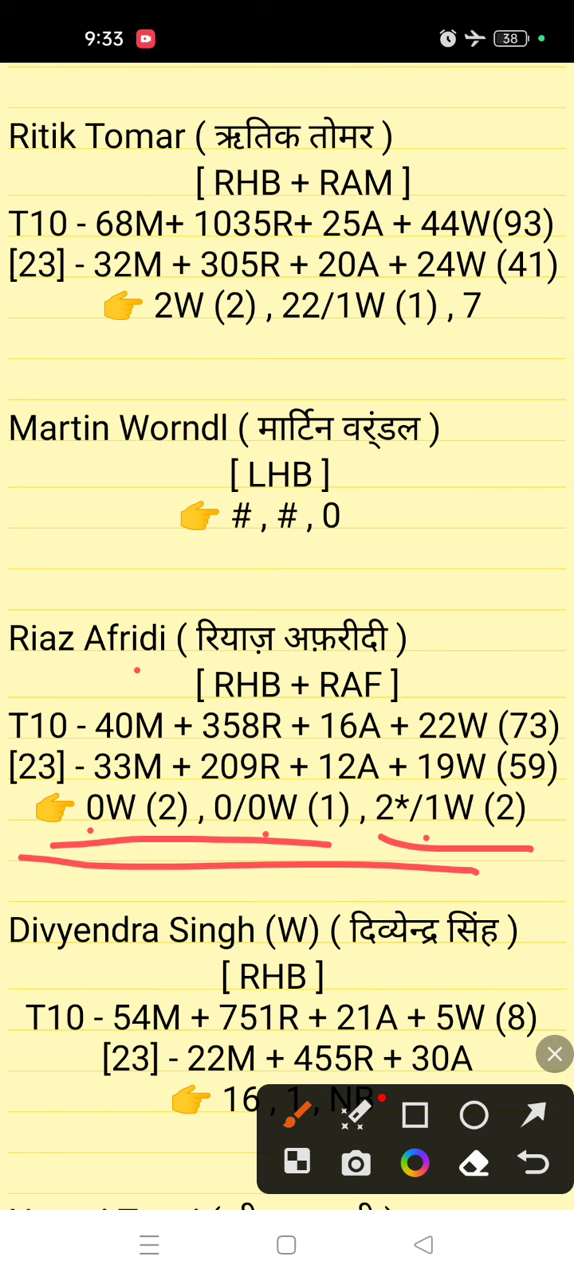 9:33
38
Ritik Tomar ( ऋतिक तोमर )
[ RHB + RAM ]
T10 - 68M+ 1035R+ 25A + 44W(93)
[23] - 32M + 305R + 20A + 24W (41)
👉 2W (2) , 22/1W (1) , 7
Martin Worndl ( मार्टिन वर्ंडल )
[ LHB ]
👉 # , # , 0
Riaz Afridi ( रियाज़ अफ़रीदी )
[ RHB + RAF ]
T10 - 40M + 358R + 16A + 22W (73)
[23] - 33M + 209R + 12A + 19W (59)
👉 0W (2) , 0/0W (1) , 2*/1W (2)
Divyendra Singh (W) ( दिव्येन्द्र सिंह )
[ RHB ]
T10 - 54M + 751R + 21A + 5W (8)
[23] - 22M + 455R + 30A
👉 16 , 1 , NB